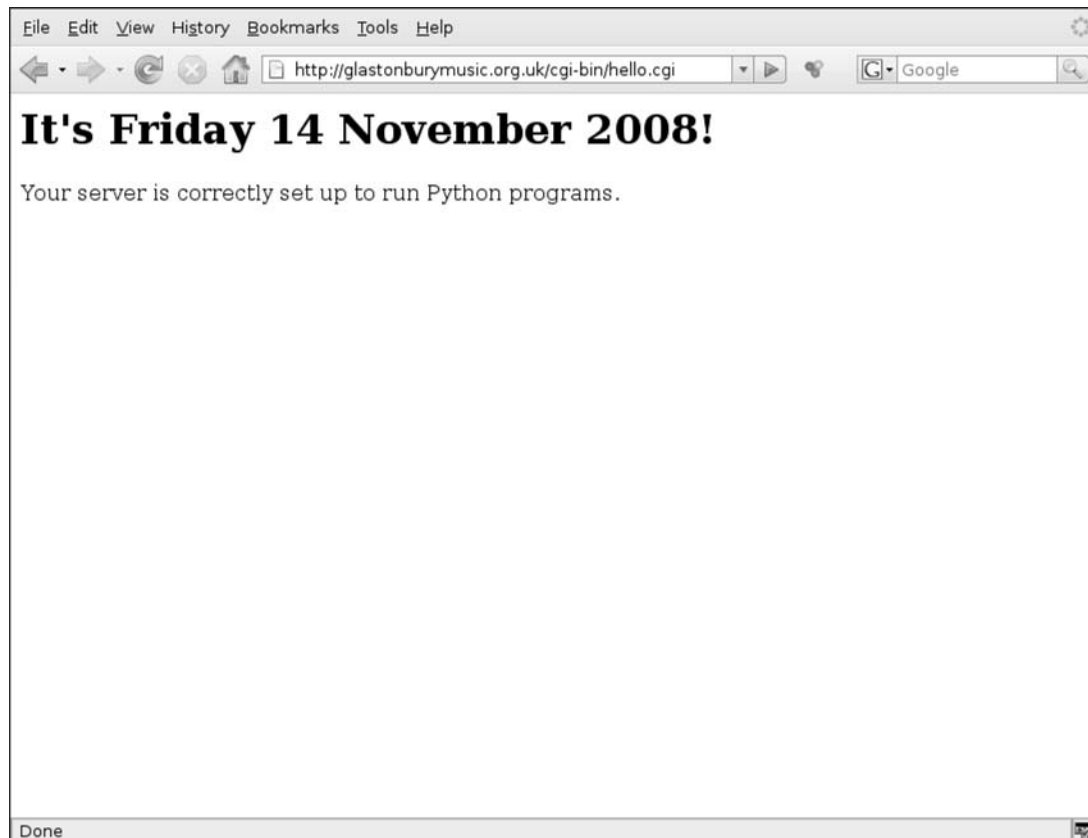 File Edit View History Bookmarks Tools Help
http://glastonburymusic.org.uk/cgi-bin/hello.cgi G Google
It's Friday 14 November 2008!
Your server is correctly set up to run Python programs.
Done